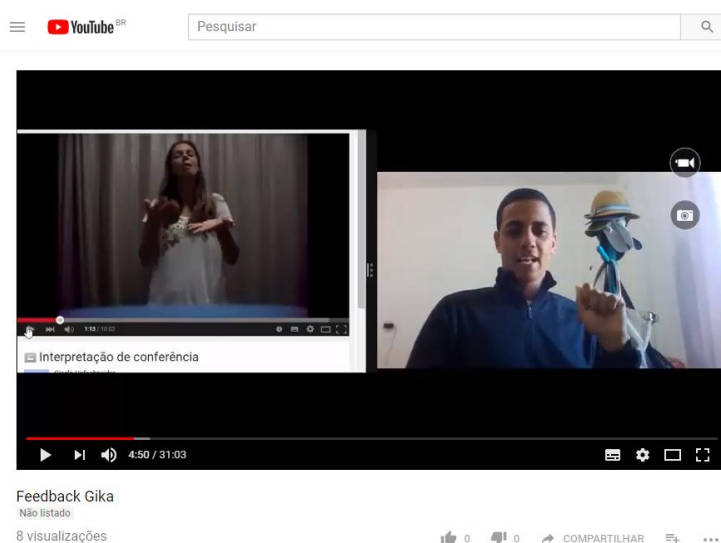 YouTube BR
Pesquisar
1:13 / 10:02
Interpretação de conferência
4:50 / 31:03
Feedback Gika
Não listado
8 visualizações
0
0
COMPARTILHAR